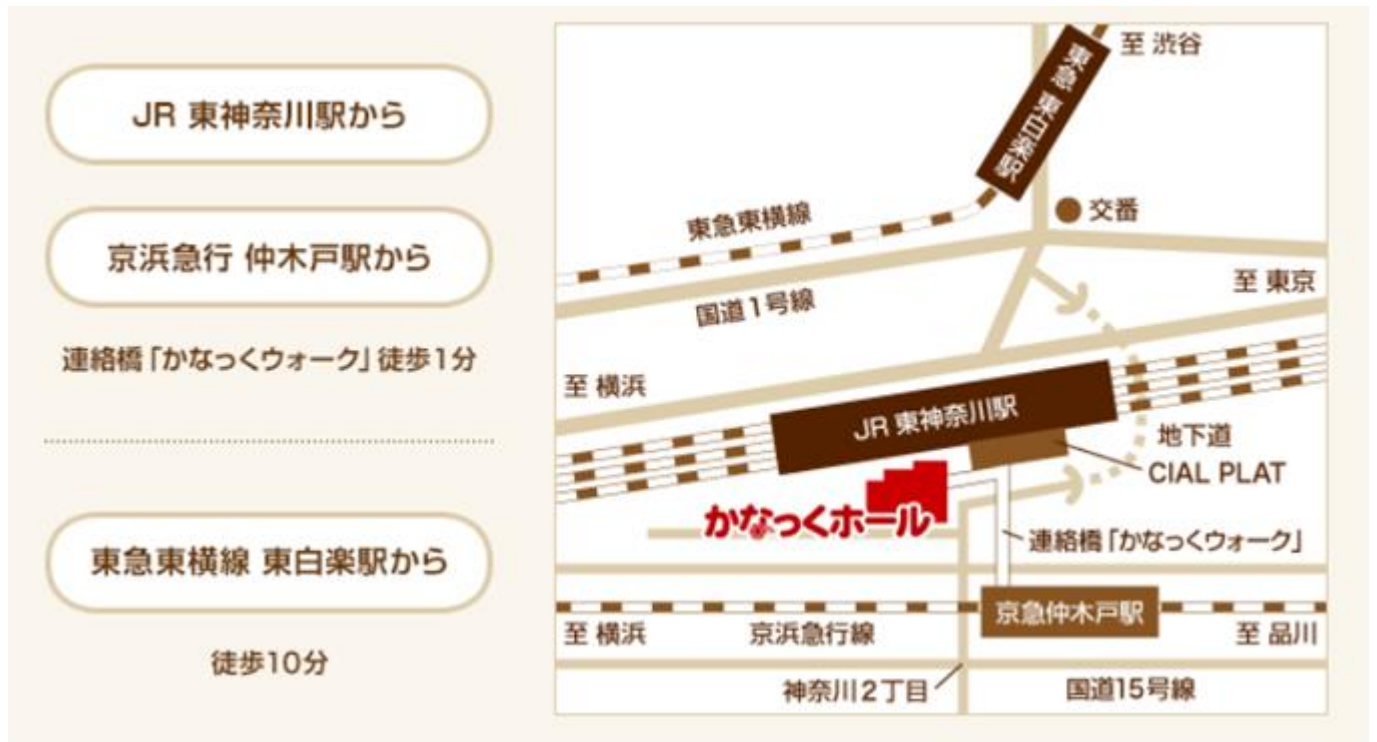 JR 東神奈川駅から
京浜急行 仲木戸駅から
連絡橋「かなっくウォーク」徒歩1分
東急東横線 東白楽駅から
徒歩10分
至 渋谷
東急 東白楽駅
交番
東急東横線
国道1号線
至 東京
至 横浜
JR 東神奈川駅
地下道
CIAL PLAT
かなっくホール
連絡橋「かなっくウォーク」
京急仲木戸駅
至 横浜
京浜急行線
至 品川
神奈川2丁目
国道15号線